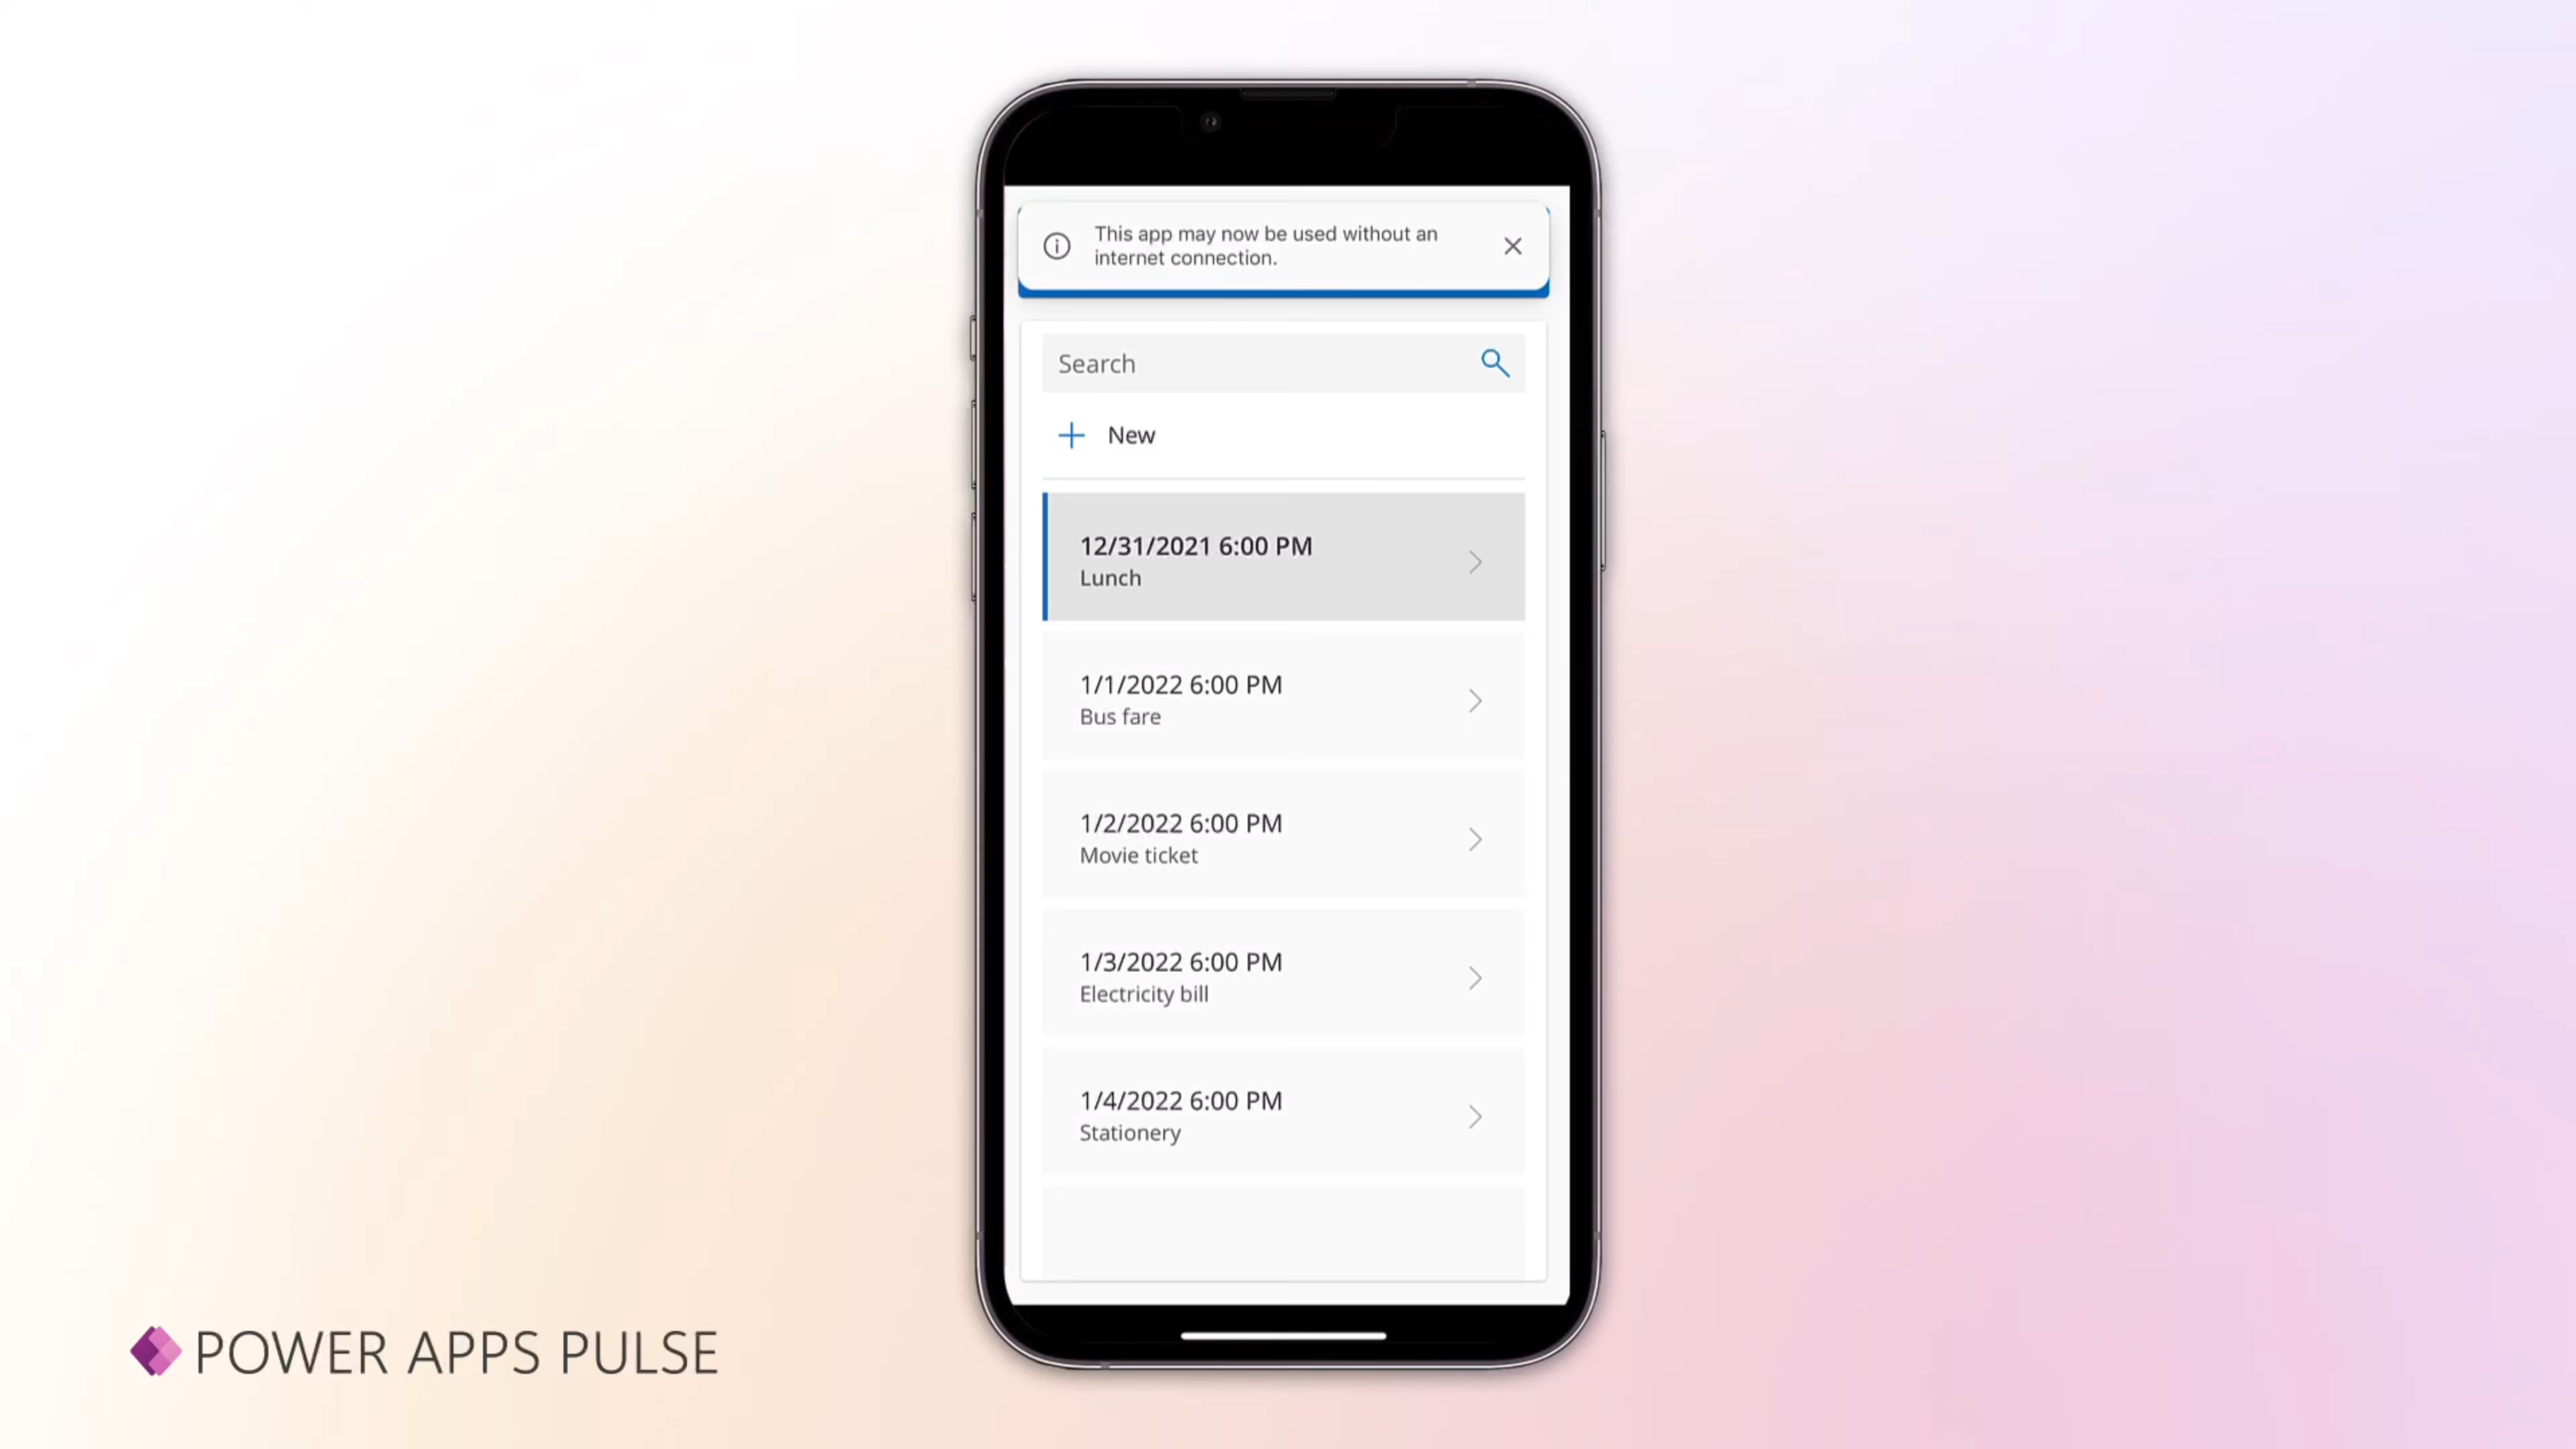 This app may now be used without an
internet connection.
Search
New
12/31/2021 6:00 PM
Lunch
1/1/2022 6:00 PM
Bus fare
1/2/2022 6:00 PM
Movie ticket
1/3/2022 6:00 PM
Electricity bill
1/4/2022 6:00 PM
Stationery
POWER APPS PULSE